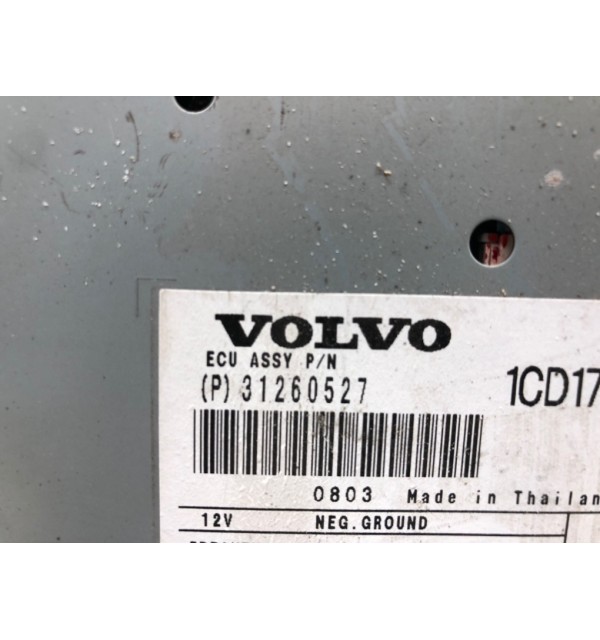 VOLVO
ECU ASSY P/N
(P) 31260527 1CD17
0803 Made in Thailan
12V NEG.GROUND